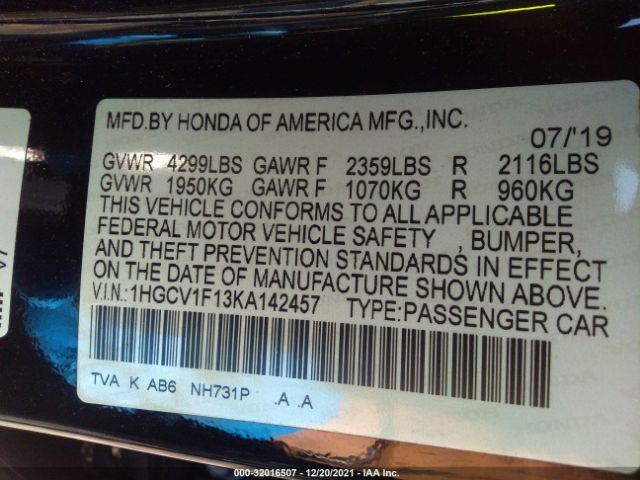 MFD.BY HONDA OF AMERICA MFG.,INC.
07/'19
GVWR 4299LBS GAWR F 2359LBS R 2116LBS
GVWR 1950KG GAWR F 1070KG R 960KG
THIS VEHICLE CONFORMS TO ALL APPLICABLE
FEDERAL MOTOR VEHICLE SAFETY , BUMPER,
AND THEFT PREVENTION STANDARDS IN EFFECT
ON THE DATE OF MANUFACTURE SHOWN ABOVE.
V.I.N.:1HGCV1F13KA142457 TYPE:PASSENGER CAR
TVA K AB6 NH731P .A .A
000-32016507 - 12/20/2021 - IAA Inc.